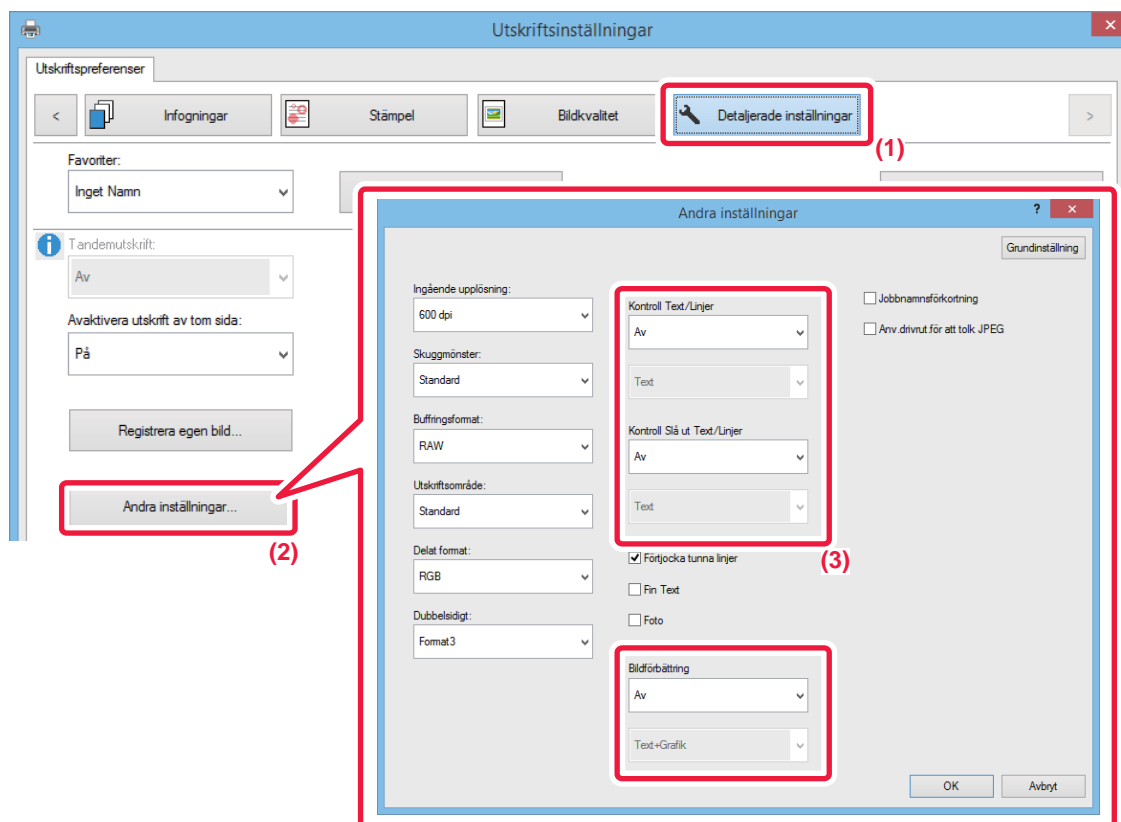 Utskriftsinställningar
Utskriftspreferenser
<
Infogningar
Stämpel
Bildkvalitet
Detaljerade inställningar
>
(1)
Favoriter:
Inget Namn
Tandemutskrift:
Av
Avaktivera utskrift av tom sida:
På
Registrera egen bild...
Andra inställningar...
(2)
Andra inställningar
?
Grundinställning
Ingående upplösning:
600 dpi
Skuggmönster:
Standard
Buffringsformat:
RAW
Utskriftsområde:
Standard
Delat format:
RGB
Dubbelsidigt:
Format3
Kontroll Text/Linjer
Av
Text
Kontroll Slå ut Text/Linjer
Av
Text
(3)
Förtjocka tunna linjer
Fin Text
Foto
Bildförbättring
Av
Text+Grafik
Jobbnamnsförkortning
Anv.drivrut.för att tolk JPEG
OK
Avbryt